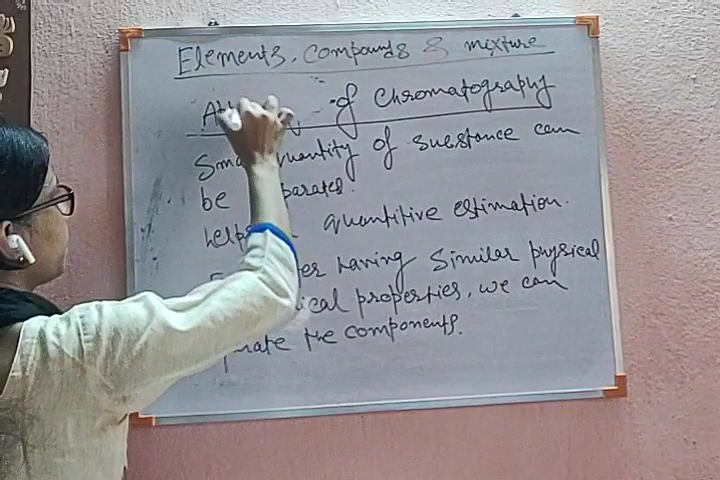 Elements, compounds & mixture
of chromatography
quantity of substance can
be
quantitive estimation.
having similar physical
properties, we can
the components.